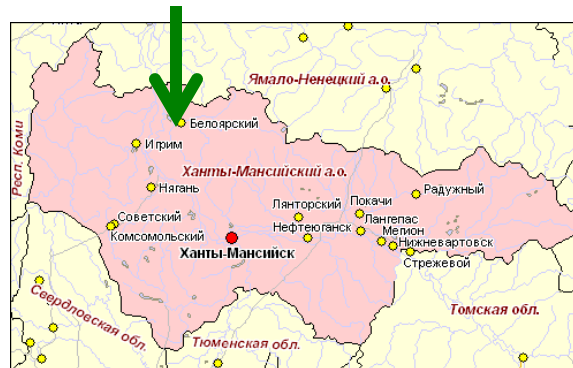 Ямало-Ненецкий а.о.
Белоярский
Респ. Коми
Игрим
Ханты-Мансийский а.о.
Нягань
Радужный
Лянторский
Покачи
Советский
Лангепас
Комсомольский
Нефтеюганск
Мегион
Нижневартовск
Ханты-Мансийск
Стрежевой
Свердловская обл.
Томская обл.
Тюменская обл.